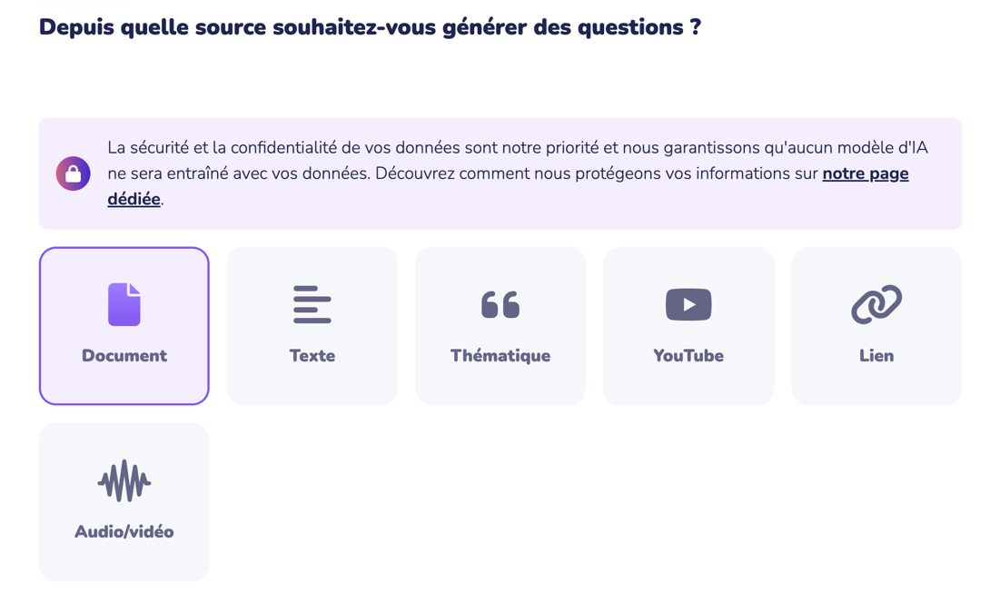 Depuis quelle source souhaitez-vous générer des questions ?
La sécurité et la confidentialité de vos données sont notre priorité et nous garantissons qu'aucun modèle d'IA
ne sera entraîné avec vos données. Découvrez comment nous protégeons vos informations sur notre page
dédiée.
Document
Texte
Thématique
YouTube
Lien
Audio/vidéo